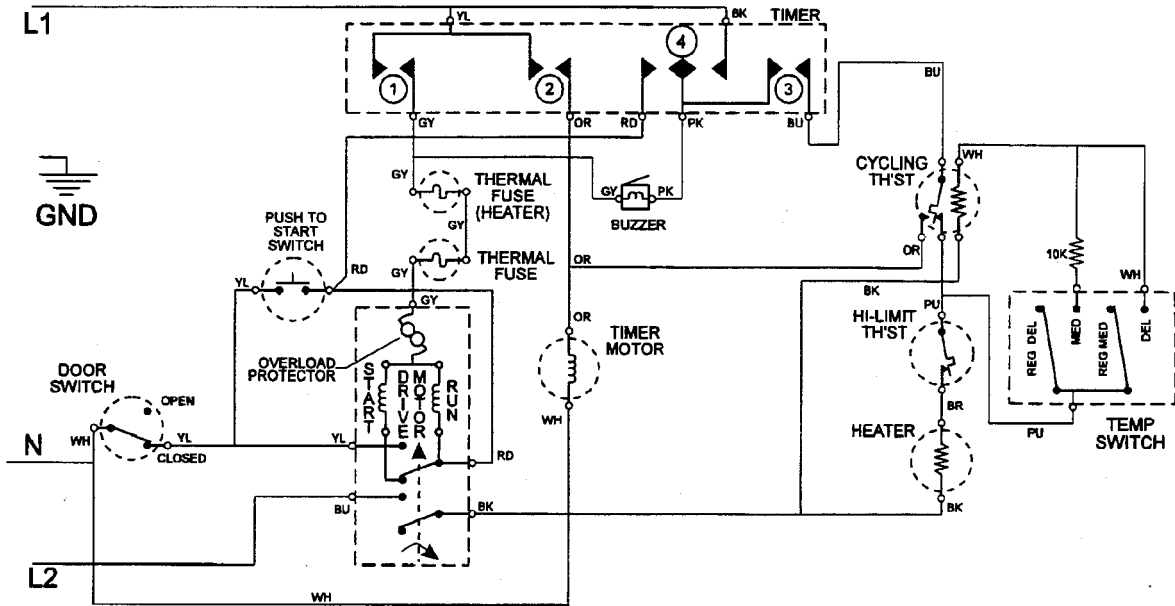 L1
YL
BK
TIMER
4
1
2
3
GY
OR
RD
PK
BU
BU
GND
GY
THERMAL
FUSE
(HEATER)
GY
PK
BUZZER
CYCLING
TH'ST
WH
PUSH TO
START
SWITCH
GY
THERMAL
FUSE
YL
RD
GY
OR
OR
10K
WH
BK
GY
PU
HI-LIMIT
TH'ST
OVERLOAD
PROTECTOR
OR
TIMER
MOTOR
REG DEL
MED
REG MED
DEL
DOOR
SWITCH
OPEN
START
DRIVE
MOTOR
RUN
WH
BR
N
WH
YL
CLOSED
YL
RD
HEATER
PU
TEMP
SWITCH
BU
BK
BK
L2
WH